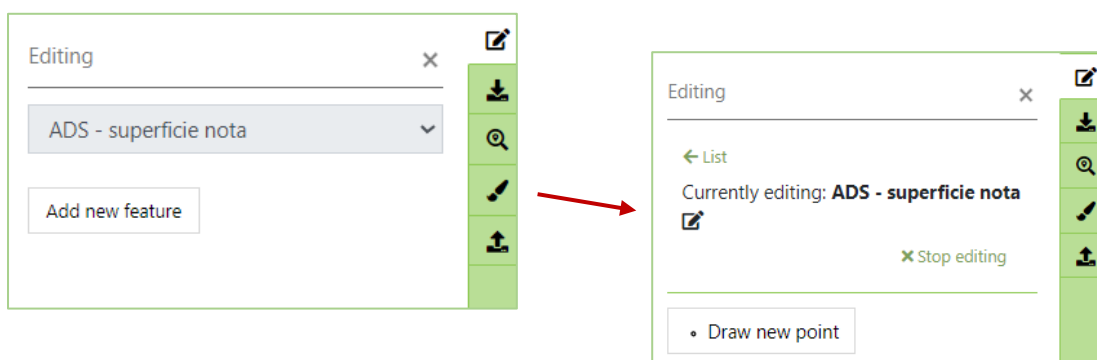 Editing
ADS - superficie nota
Add new feature
Editing
List
Currently editing: ADS - superficie nota
Stop editing
Draw new point